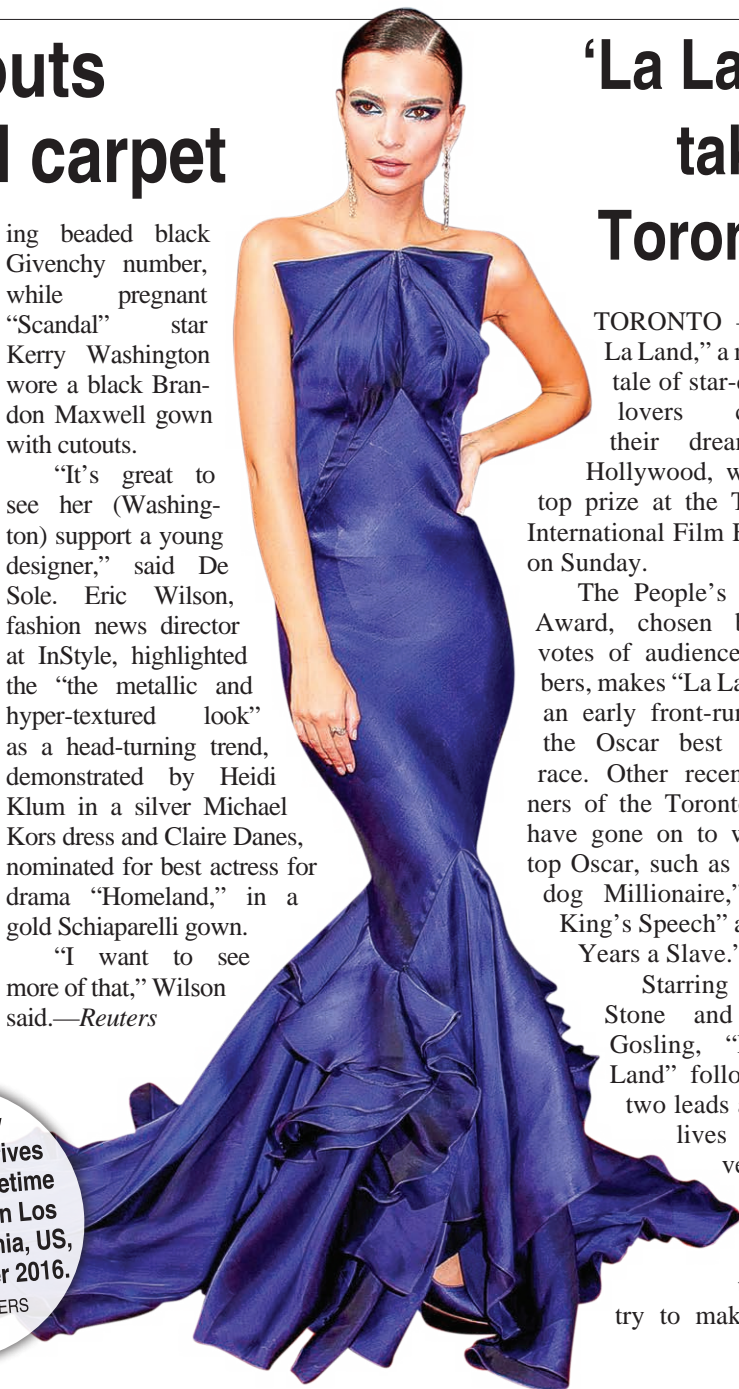 outs
carpet
ing beaded black
Givenchy number,
while pregnant
“Scandal” star
Kerry Washington
wore a black Bran-
don Maxwell gown
with cutouts.
“It’s great to
see her (Washing-
ton) support a young
designer,” said De
Sole. Eric Wilson,
fashion news director
at InStyle, highlighted
the “the metallic and
hyper-textured look”
as a head-turning trend,
demonstrated by Heidi
Klum in a silver Michael
Kors dress and Claire Danes,
nominated for best actress for
drama “Homeland,” in a
gold Schiaparelli gown.
“I want to see
more of that,” Wilson
said.—Reuters
ives
etime
n Los
nia, US,
er 2016.
ERS
‘La La
tak
Toron
TORONTO —
La Land,” a m
tale of star-c
lovers c
their dream
Hollywood, w
top prize at the T
International Film F
on Sunday.
The People’s
Award, chosen b
votes of audience
bers, makes “La La
an early front-run
the Oscar best
race. Other recen
ners of the Toronto
have gone on to w
top Oscar, such as
dog Millionaire,”
King’s Speech” a
Years a Slave.”
Starring
Stone and
Gosling, “
Land” follo
two leads a
lives
ve
try to mak